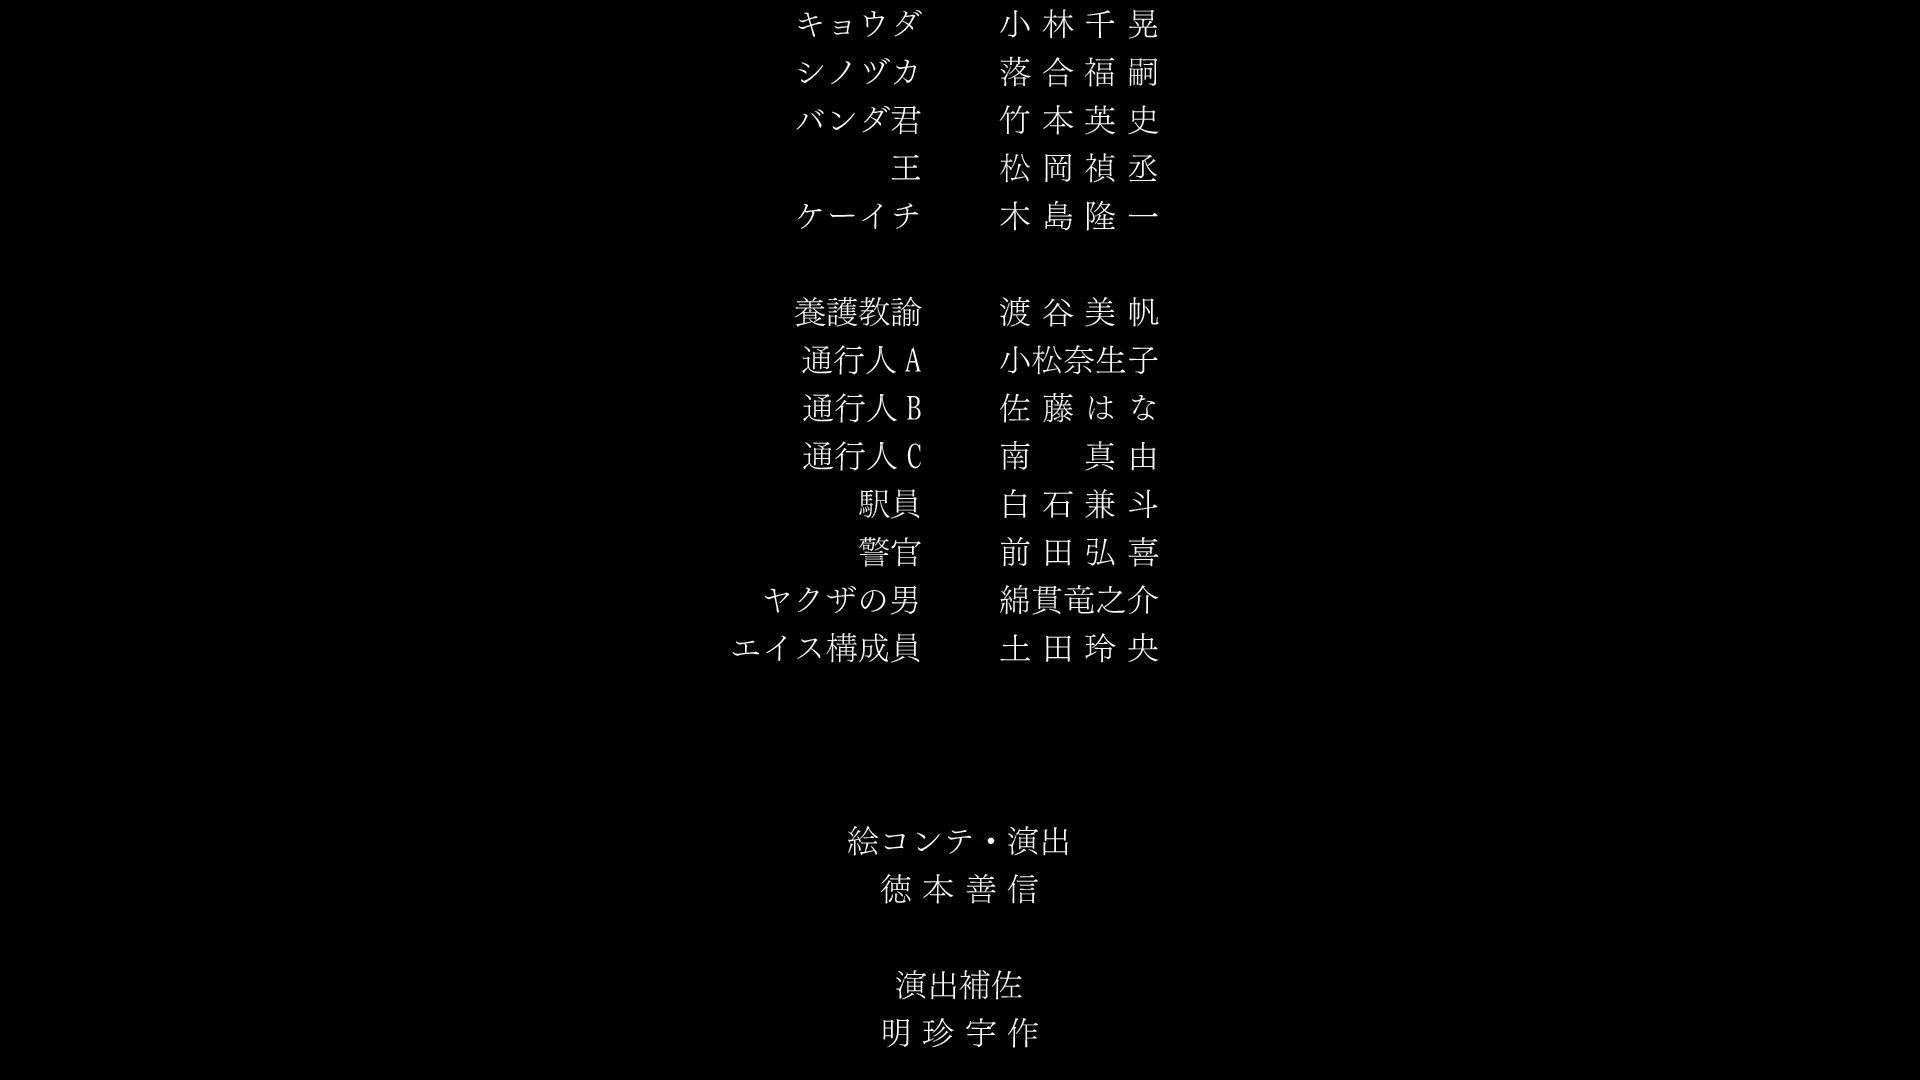 キョウダ 小林千晃
シノヅカ 落合福嗣
バンダ君 竹本英史
王 松岡禎丞
ケーイチ 木島隆一
養護教諭 渡谷美帆
通行人A 小松奈生子
通行人B 佐藤はな
通行人C 南 真由
駅員 白石兼斗
警官 前田弘喜
ヤクザの男 綿貫竜之介
エイス構成員 土田玲央
絵コンテ・演出
徳本善信
演出補佐
明珍宇作